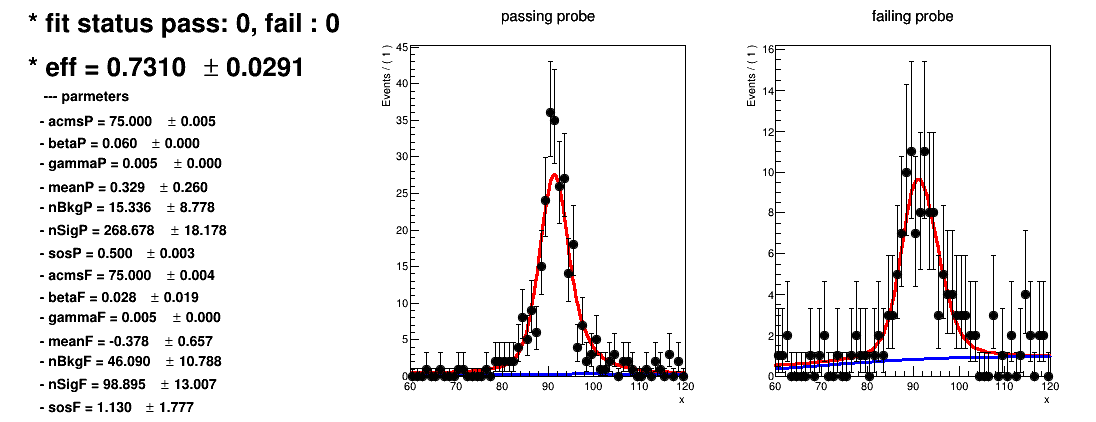 * fit status pass: 0, fail : 0
* eff = 0.7310 ± 0.0291
--- parmeters
- acmsP = 75.000 ± 0.005
- betaP = 0.060 ± 0.000
- gammaP = 0.005 ± 0.000
- meanP = 0.329 ± 0.260
- nBkgP = 15.336 ± 8.778
- nSigP = 268.678 ± 18.178
- sosP = 0.500 ± 0.003
- acmsF = 75.000 ± 0.004
- betaF = 0.028 ± 0.019
- gammaF = 0.005 ± 0.000
- meanF = -0.378 ± 0.657
- nBkgF = 46.090 ± 10.788
- nSigF = 98.895 ± 13.007
- sosF = 1.130 ± 1.777
passing probe
Events / ( 1 )
45
40
35
30
25
20
15
10
5
0
60 70 80 90 100 110 120
x
failing probe
Events / ( 1 )
16
14
12
10
8
6
4
2
0
60 70 80 90 100 110 120
x